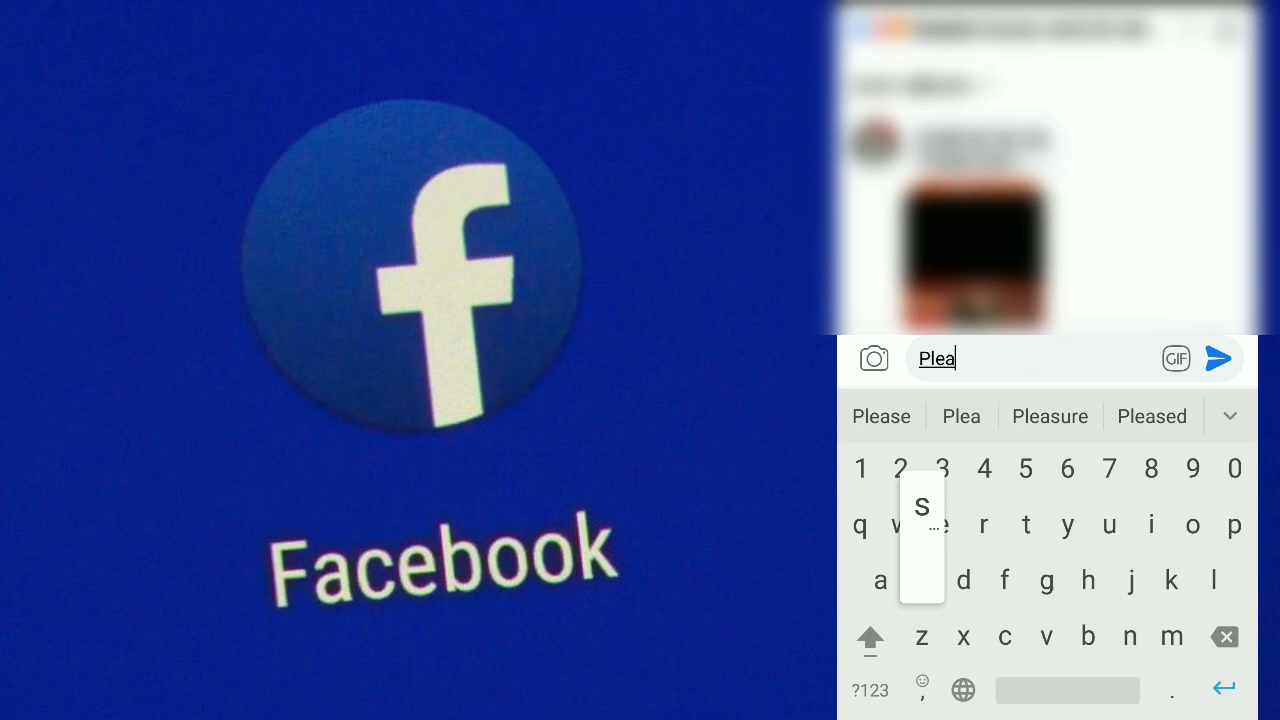 f
Facebook
Plea
GIF
Please Plea Pleasure Pleased
1 2 3 4 5 6 7 8 9 0
q w e r t y u i o p
s
...
a d f g h j k l
z x c v b n m
?123 , .